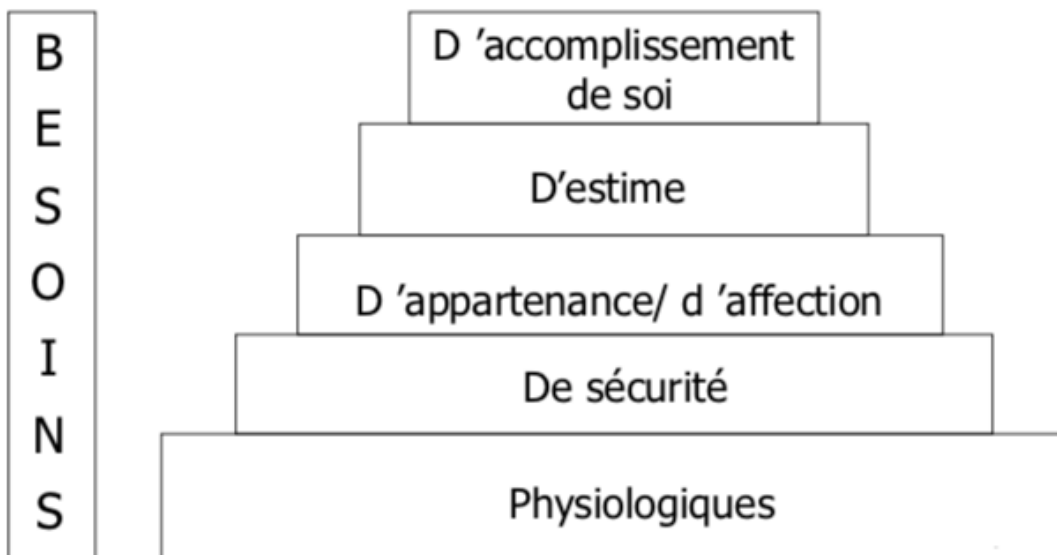 B
E
S
O
I
N
S
D ’accomplissement
de soi
D’estime
D ’appartenance/ d ’affection
De sécurité
Physiologiques